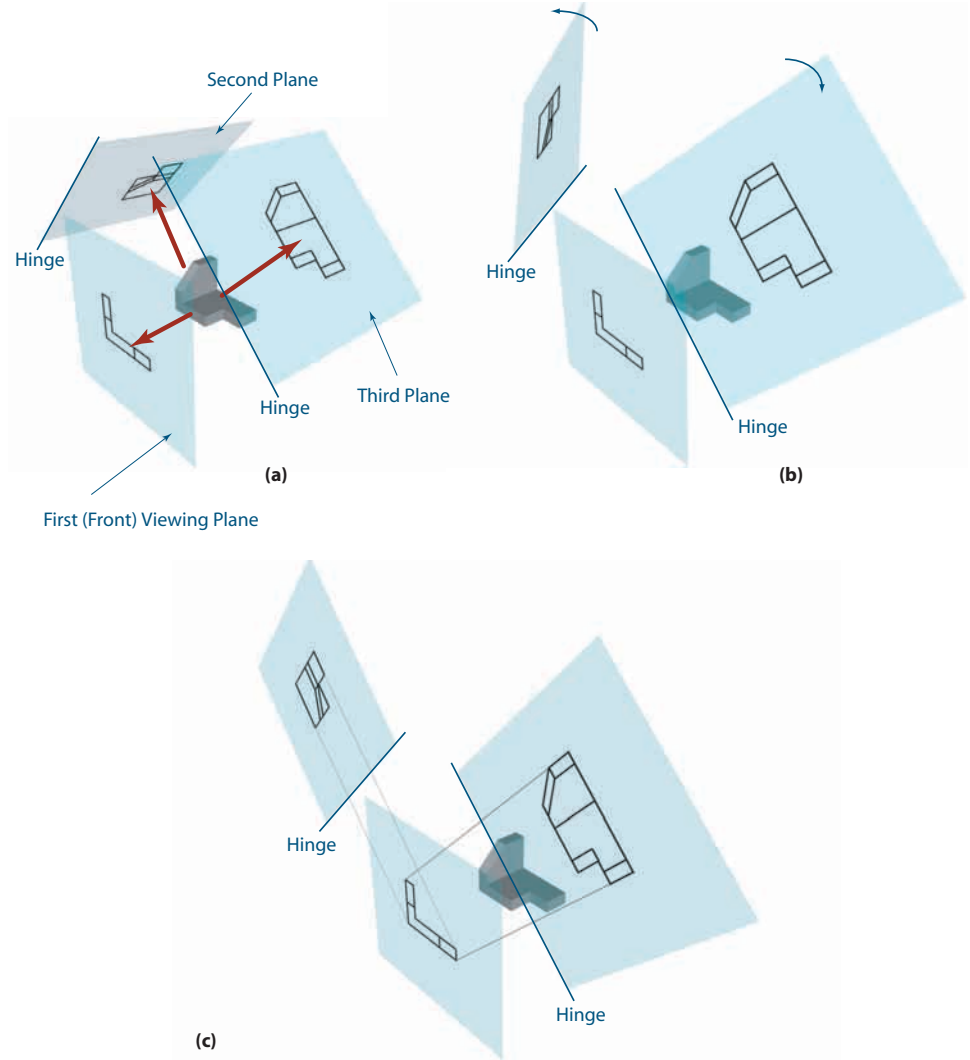 Second Plane
Hinge
Hinge
Third Plane
(a)
First (Front) Viewing Plane
Hinge
Hinge
(b)
Hinge
Hinge
(c)